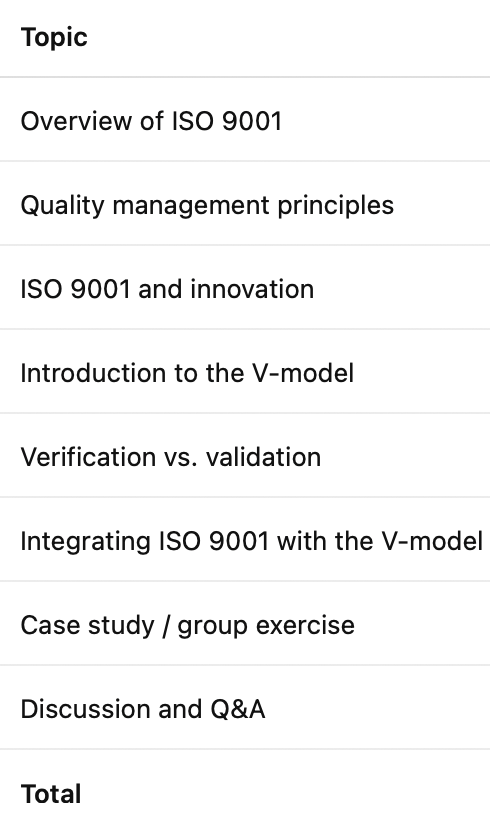 Topic
Overview of ISO 9001
Quality management principles
ISO 9001 and innovation
Introduction to the V-model
Verification vs. validation
Integrating ISO 9001 with the V-model
Case study / group exercise
Discussion and Q&A
Total